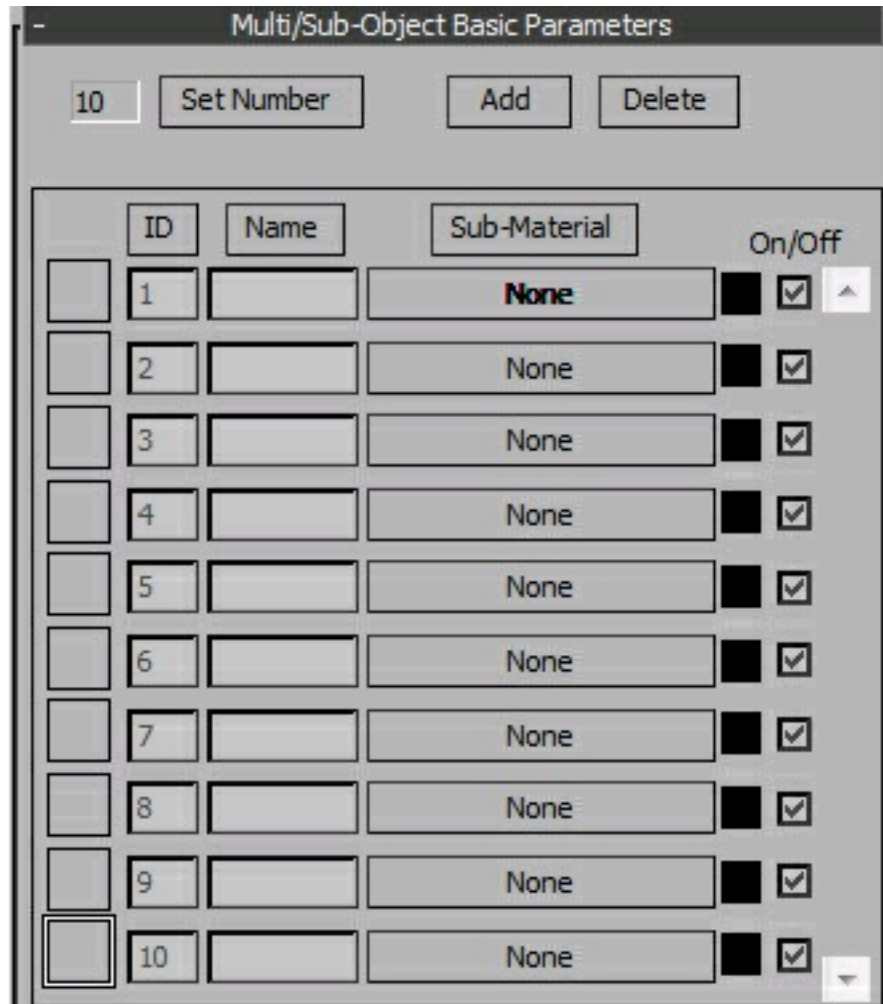 - Multi/Sub-Object Basic Parameters
10 Set Number Add Delete
ID Name Sub-Material On/Off
1 None
2 None
3 None
4 None
5 None
6 None
7 None
8 None
9 None
10 None